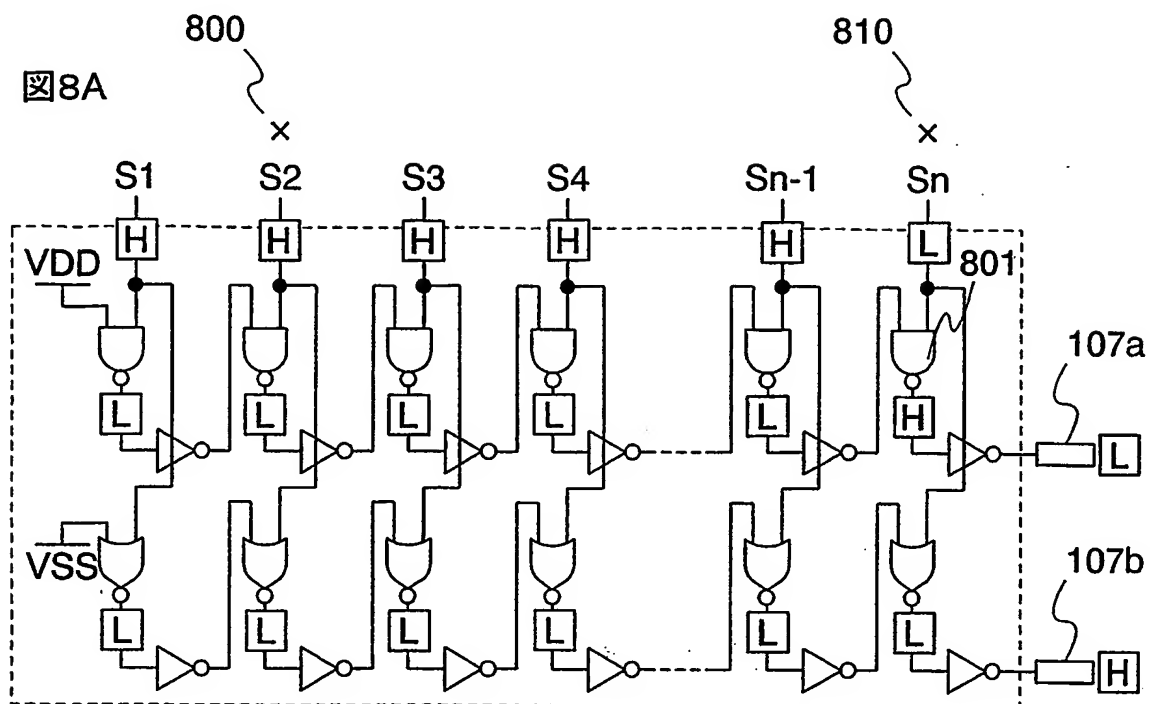 800
810
図8A
×
×
S1 S2 S3 S4 Sn-1 Sn
H H H H H L
VDD
801
107a
L L L L L H
L
VSS
107b
L L L L L L
H